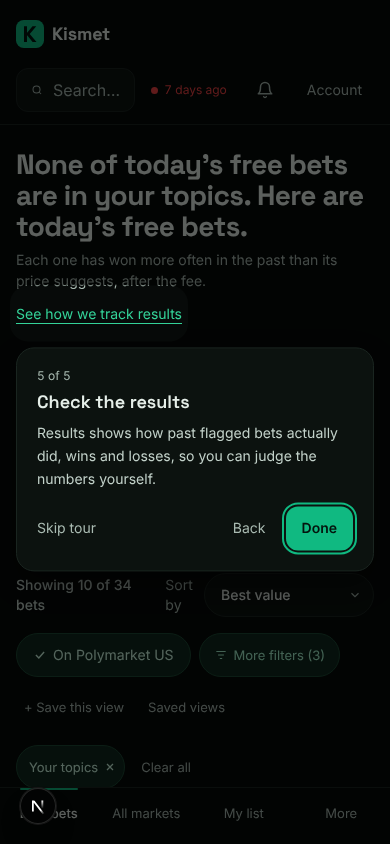 Kismet
Search...
7 days ago
Account
None of today's free bets
are in your topics. Here are
today's free bets.
Each one has won more often in the past than its
price suggests, after the fee.
See how we track results
5 of 5
Check the results
Results shows how past flagged bets actually
did, wins and losses, so you can judge the
numbers yourself.
Skip tour
Back
Done
Showing 10 of 34
bets
Sort
by
Best value
On Polymarket US
More filters (3)
+ Save this view
Saved views
Your topics ×
Clear all
bets
All markets
My list
More